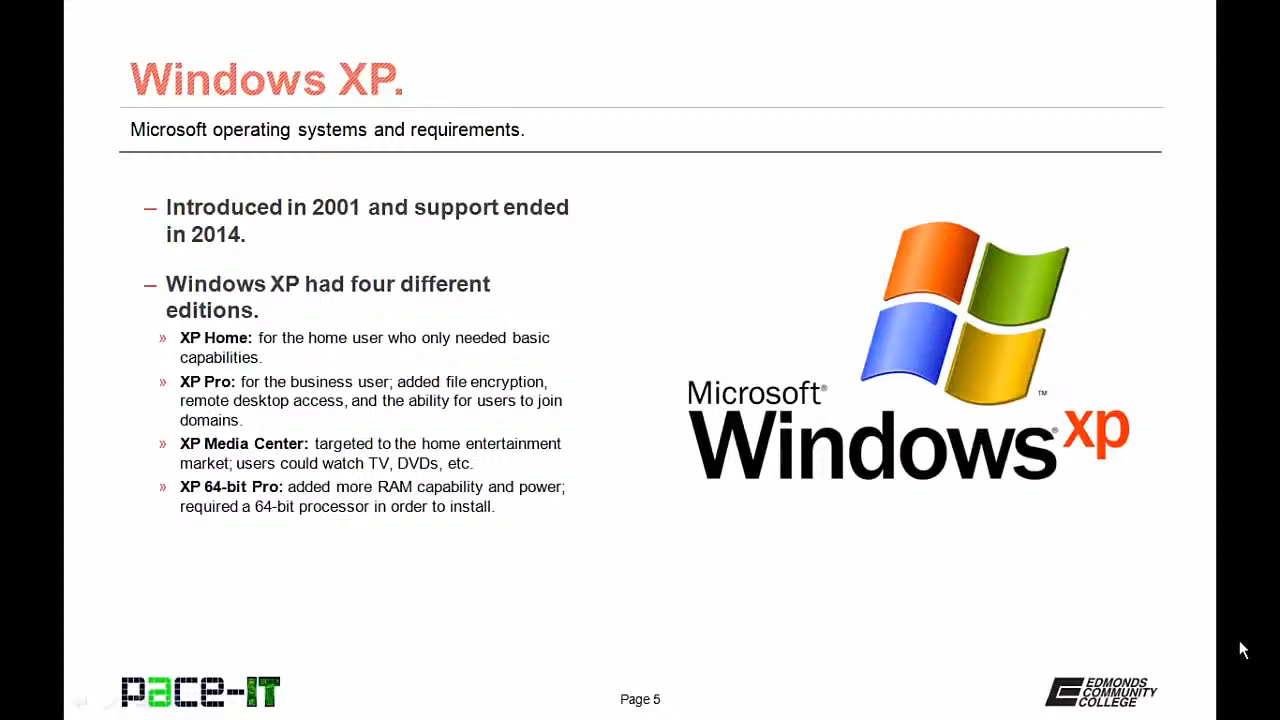 Windows XP.
Microsoft operating systems and requirements.
– Introduced in 2001 and support ended
in 2014.
– Windows XP had four different
editions.
» XP Home: for the home user who only needed basic
capabilities.
» XP Pro: for the business user; added file encryption,
remote desktop access, and the ability for users to join
domains.
» XP Media Center: targeted to the home entertainment
market; users could watch TV, DVDs, etc.
» XP 64-bit Pro: added more RAM capability and power;
required a 64-bit processor in order to install.
Microsoft®
Windows® xp
™
pace-IT
Page 5
EDMONDS
COMMUNITY
COLLEGE